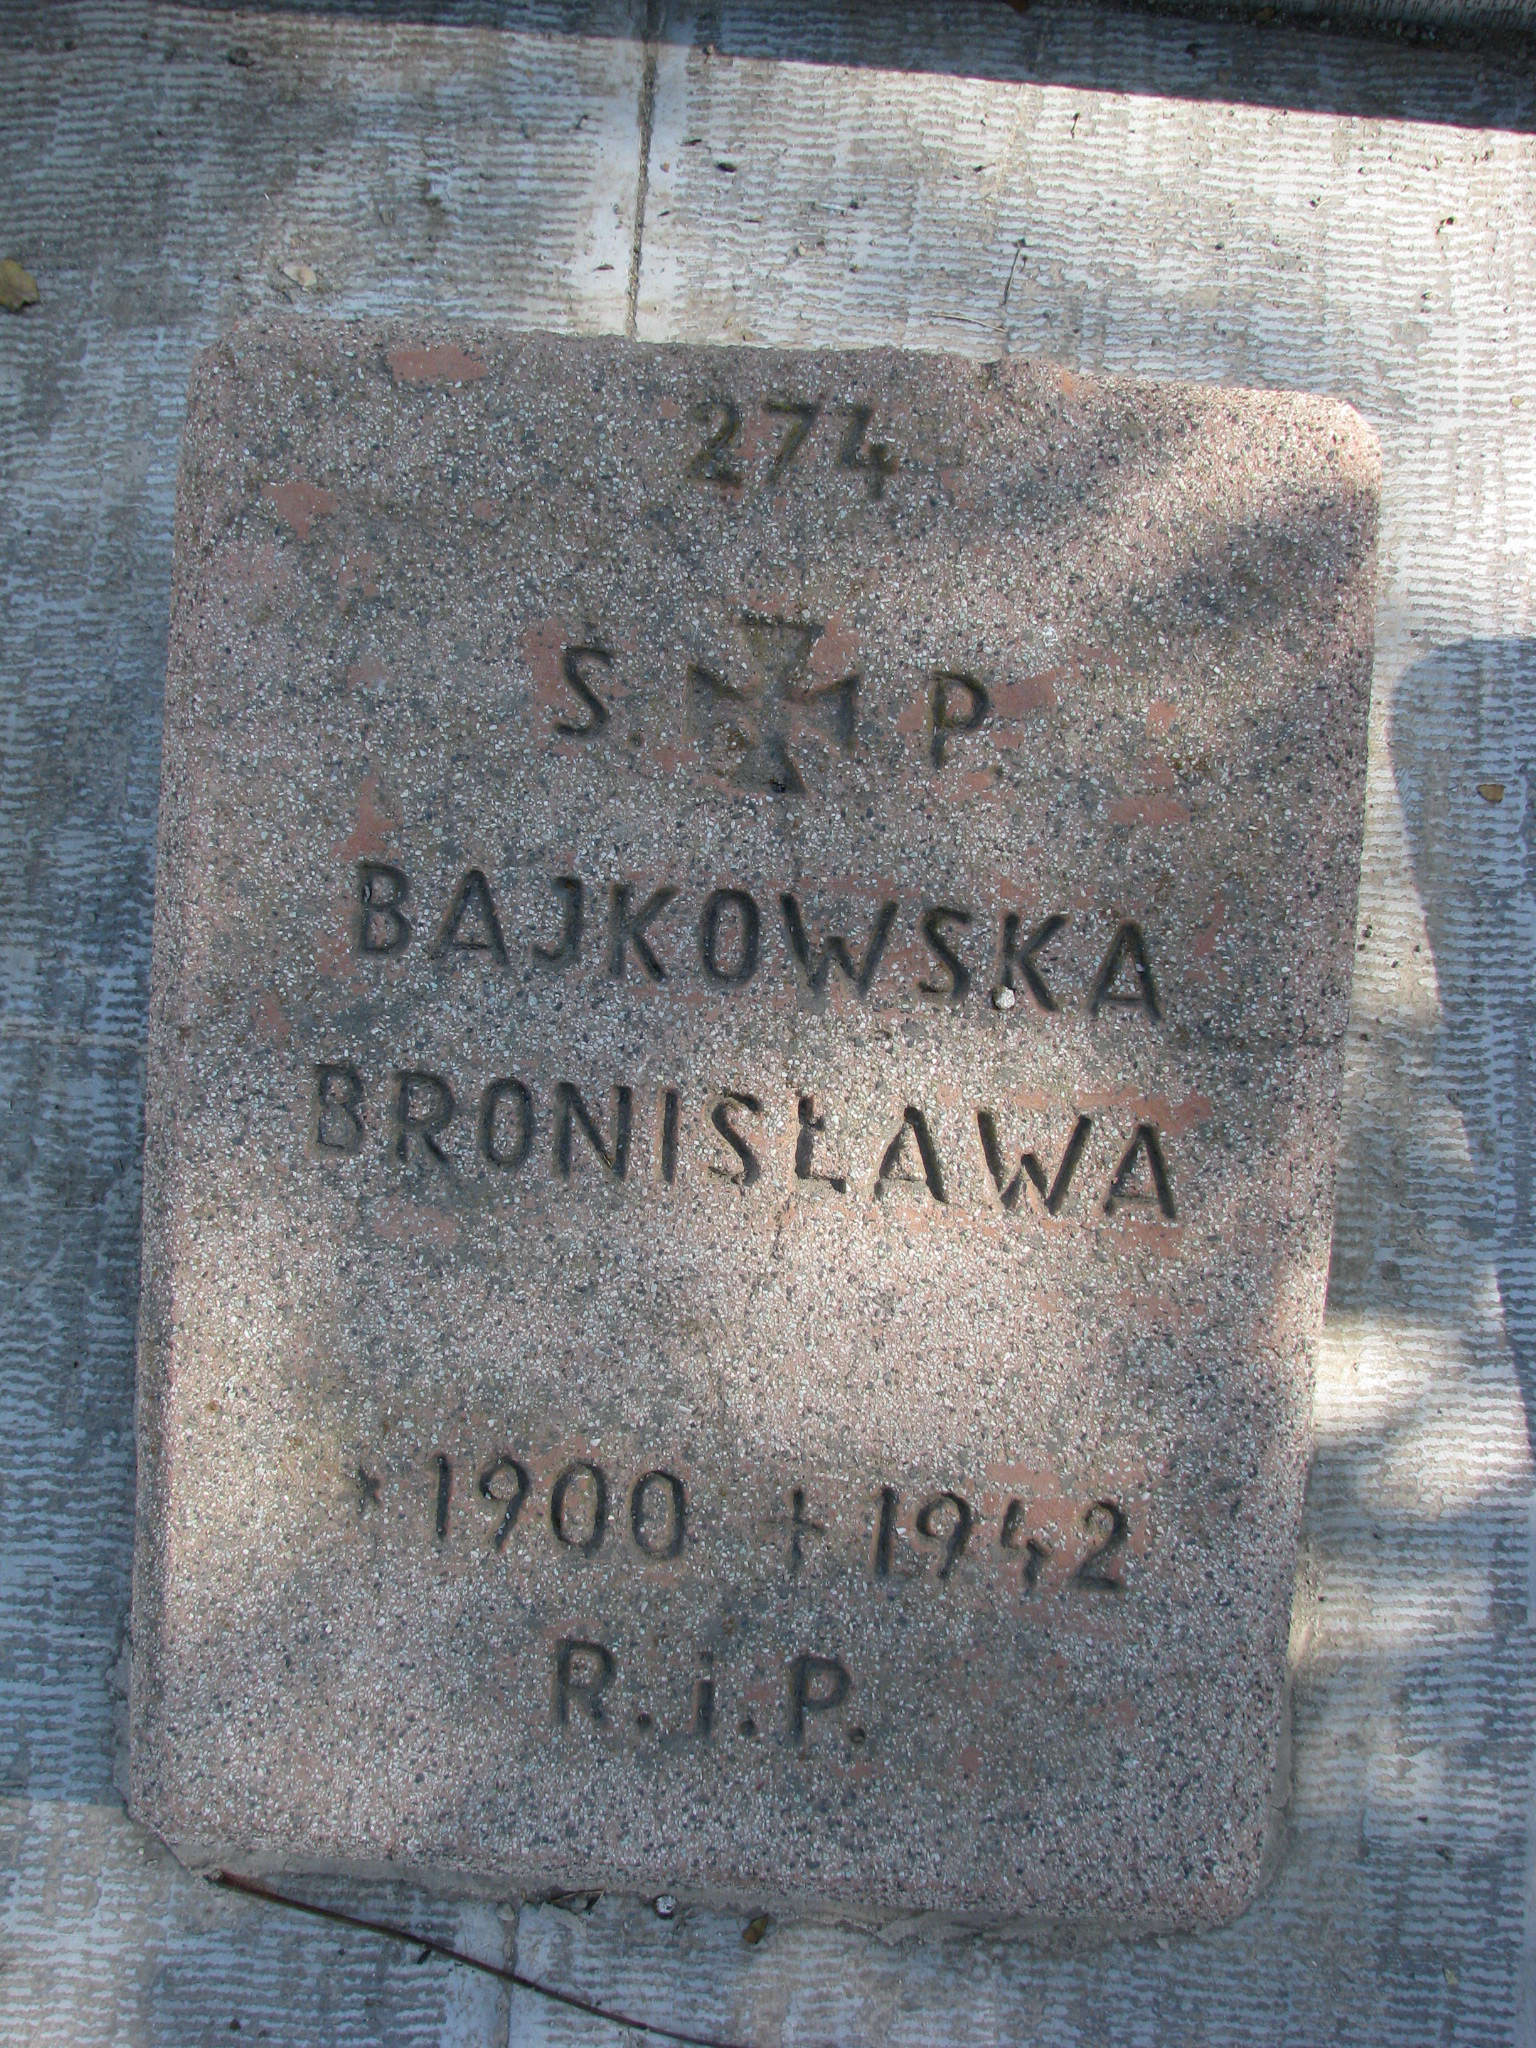 274
Ś. P
BAJKOWSKA
BRONISŁAWA
* 1900 + 1942
R.i.P.